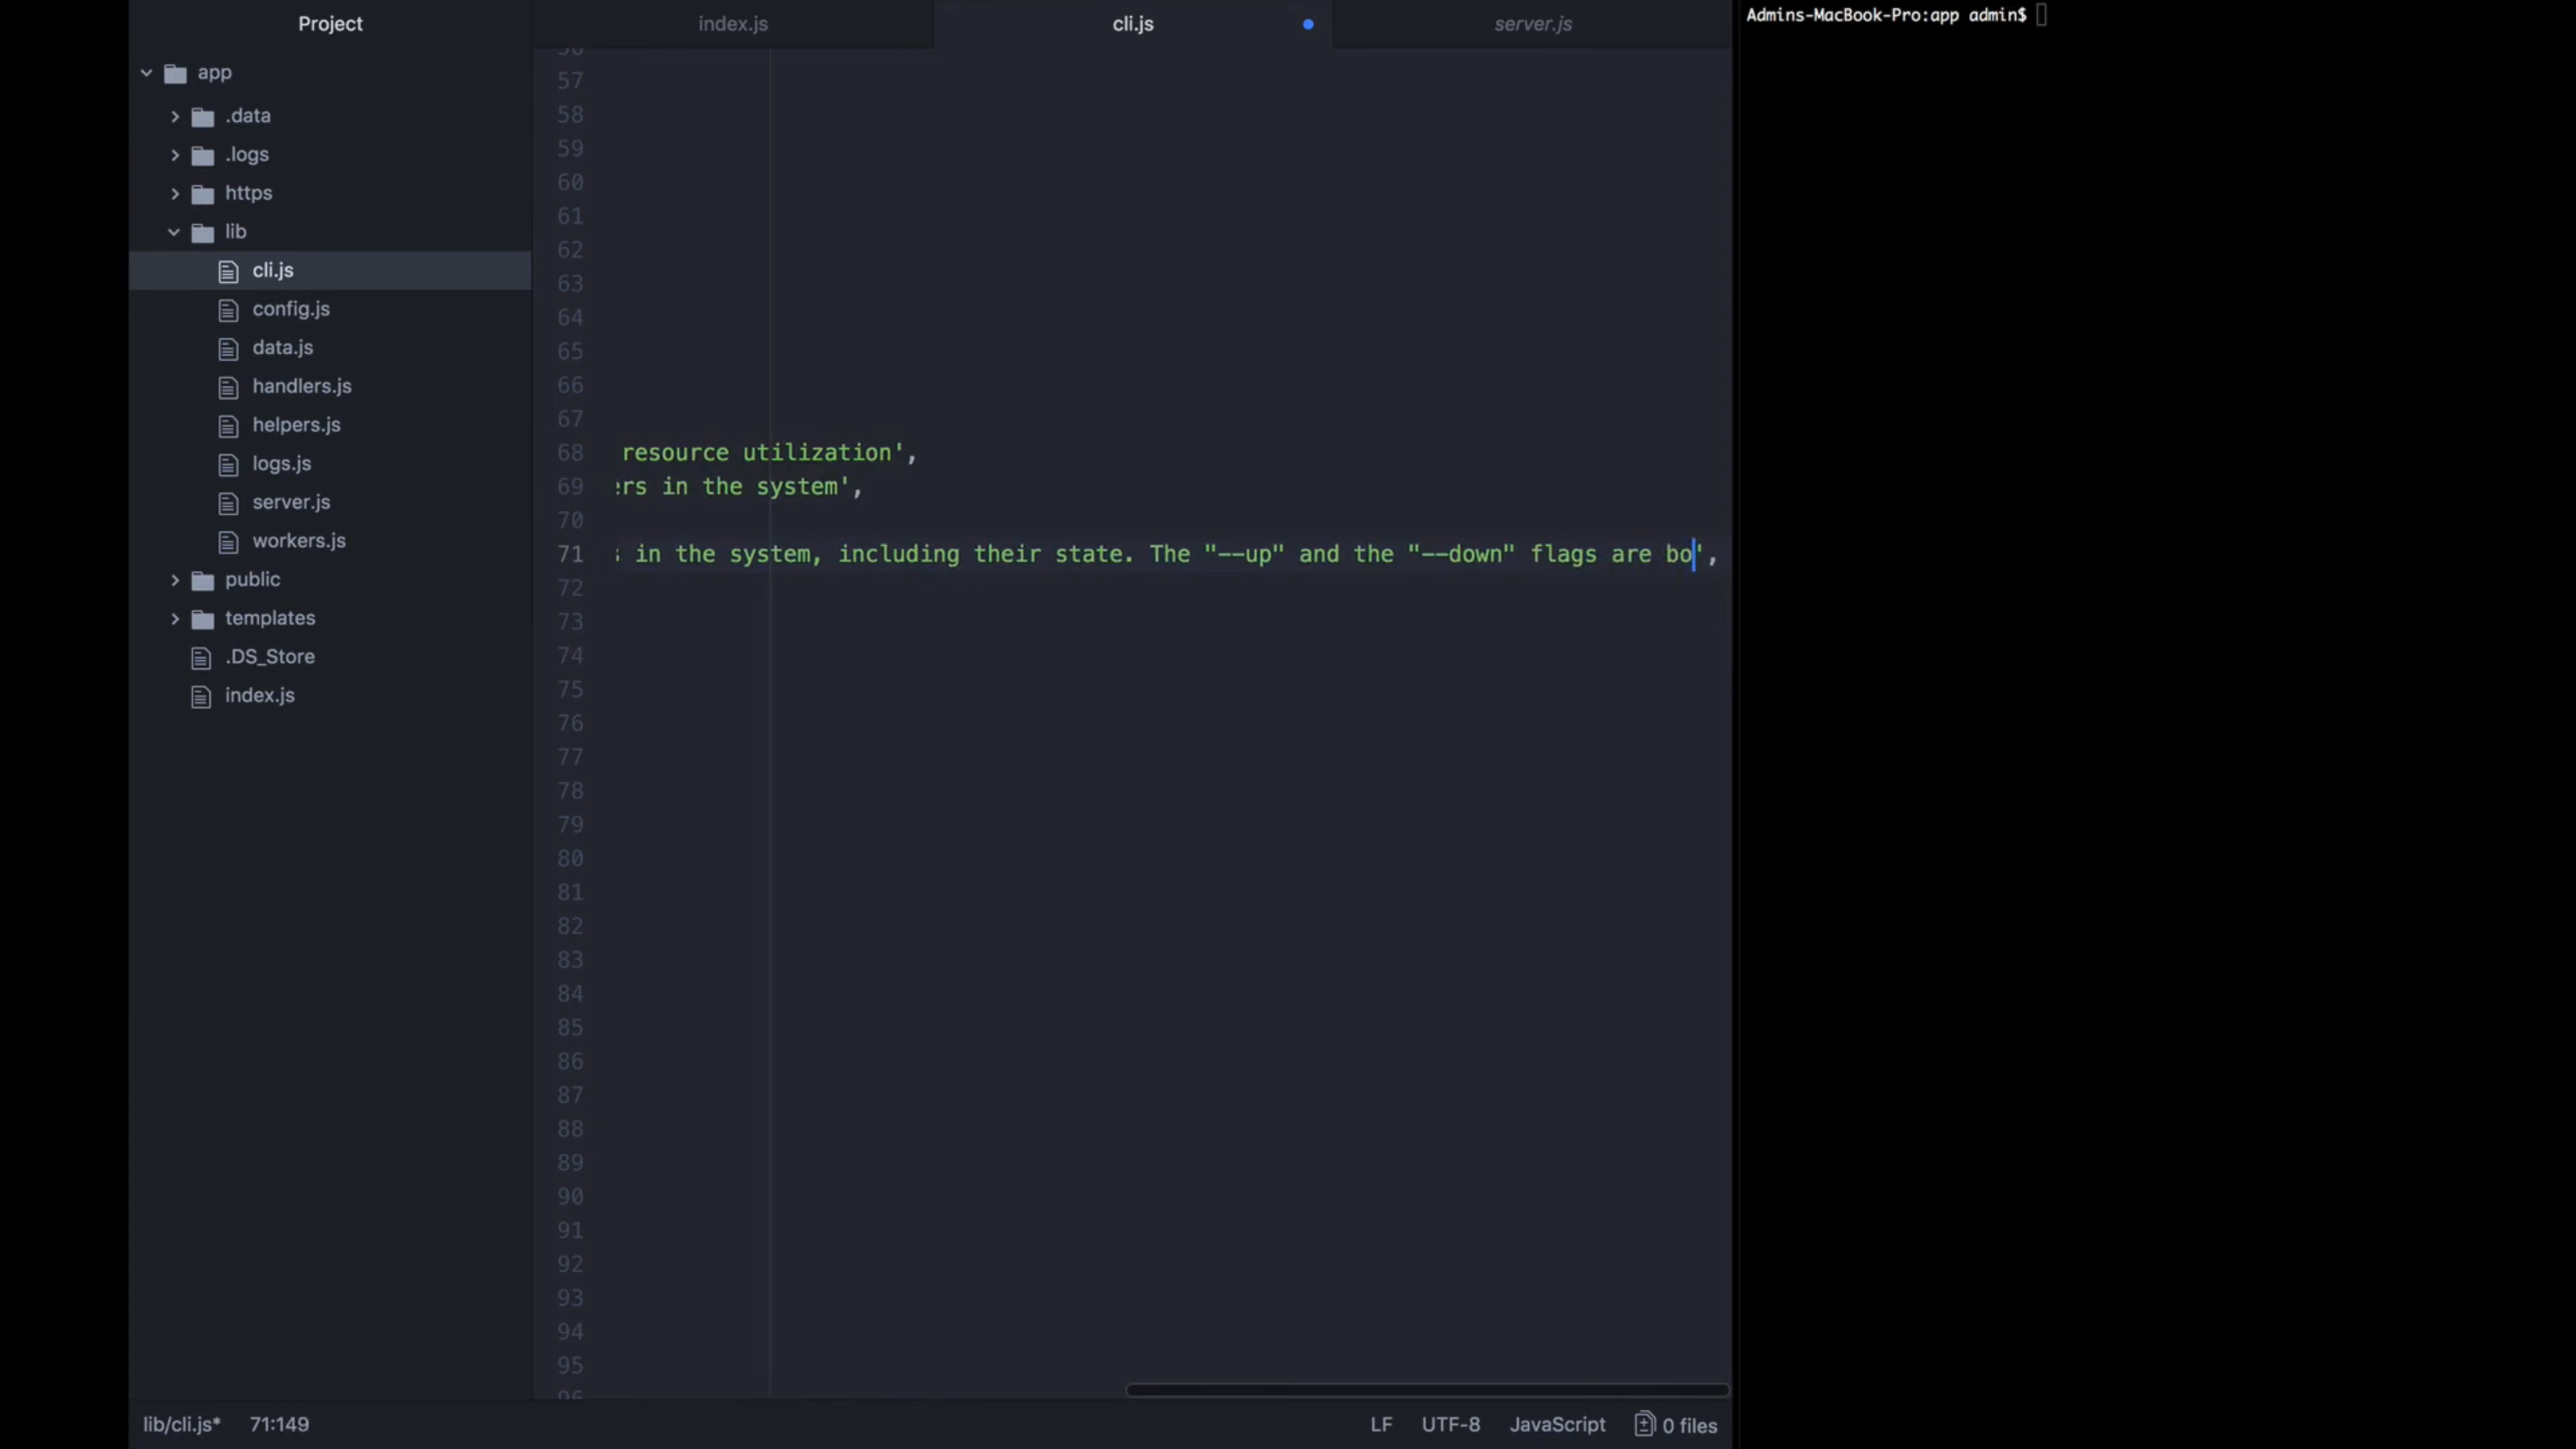 Project
index.js
cli.js
server.js
Admins-MacBook-Pro:app admin$
app
.data
.logs
https
lib
cli.js
config.js
data.js
handlers.js
helpers.js
logs.js
server.js
workers.js
public
templates
.DS_Store
index.js
56
57
58
59
60
61
62
63
64
65
66
67
68 resource utilization',
69 ers in the system',
70
71 s in the system, including their state. The "--up" and the "--down" flags are bo',
72
73
74
75
76
77
78
79
80
81
82
83
84
85
86
87
88
89
90
91
92
93
94
95
96
lib/cli.js* 71:149
LF UTF-8 JavaScript 0 files